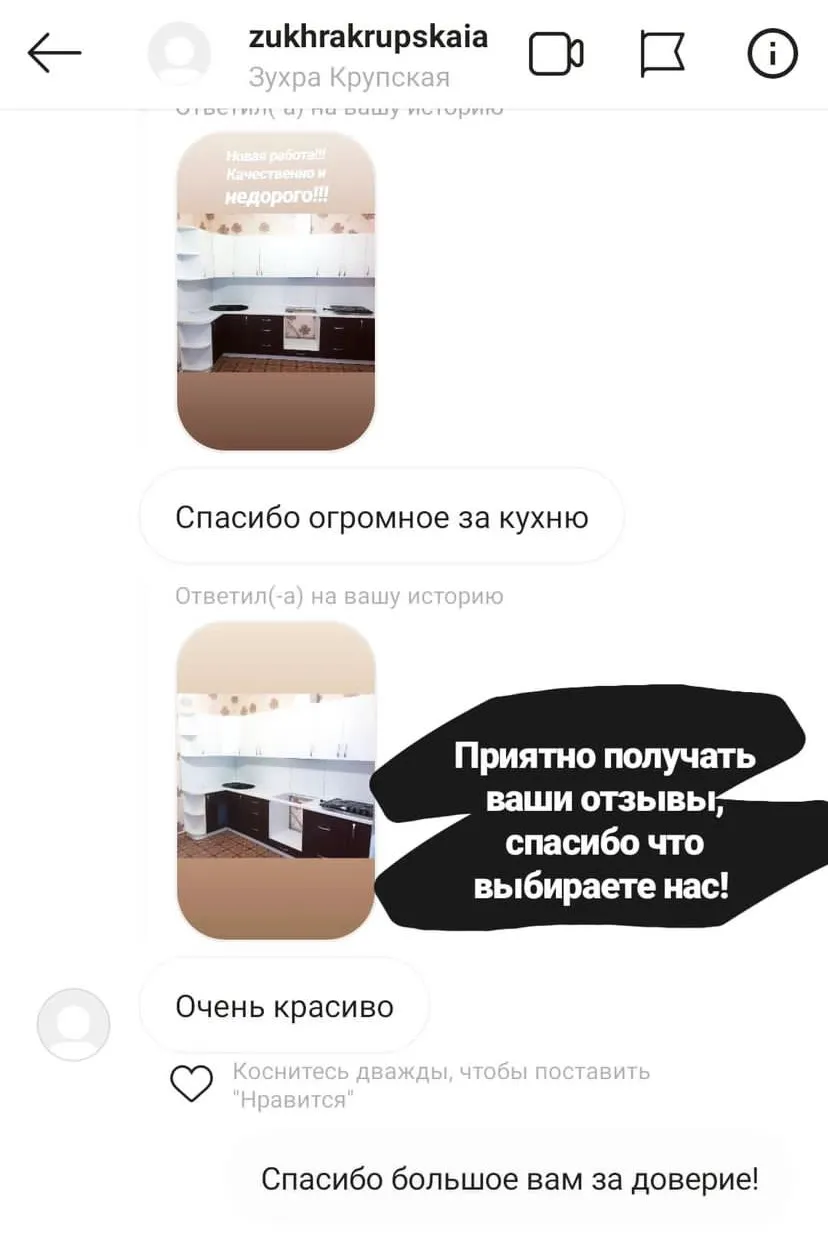 zukhrakrupskaia
Зухра Крупская
Ответил(-а) на вашу историю
Новая работа!!!
Качественно и
недорого!!!
Спасибо огромное за кухню
Ответил(-а) на вашу историю
Приятно получать
ваши отзывы,
спасибо что
выбираете нас!
Очень красиво
Коснитесь дважды, чтобы поставить
"Нравится"
Спасибо большое вам за доверие!